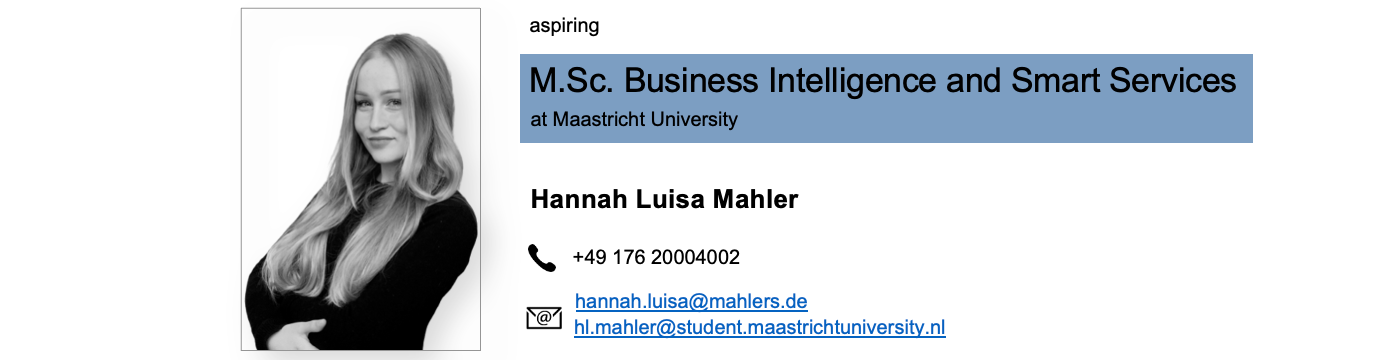 aspiring
M.Sc. Business Intelligence and Smart Services
at Maastricht University
Hannah Luisa Mahler
+49 176 20004002
@ hannah.luisa@mahlers.de
hl.mahler@student.maastrichtuniversity.nl